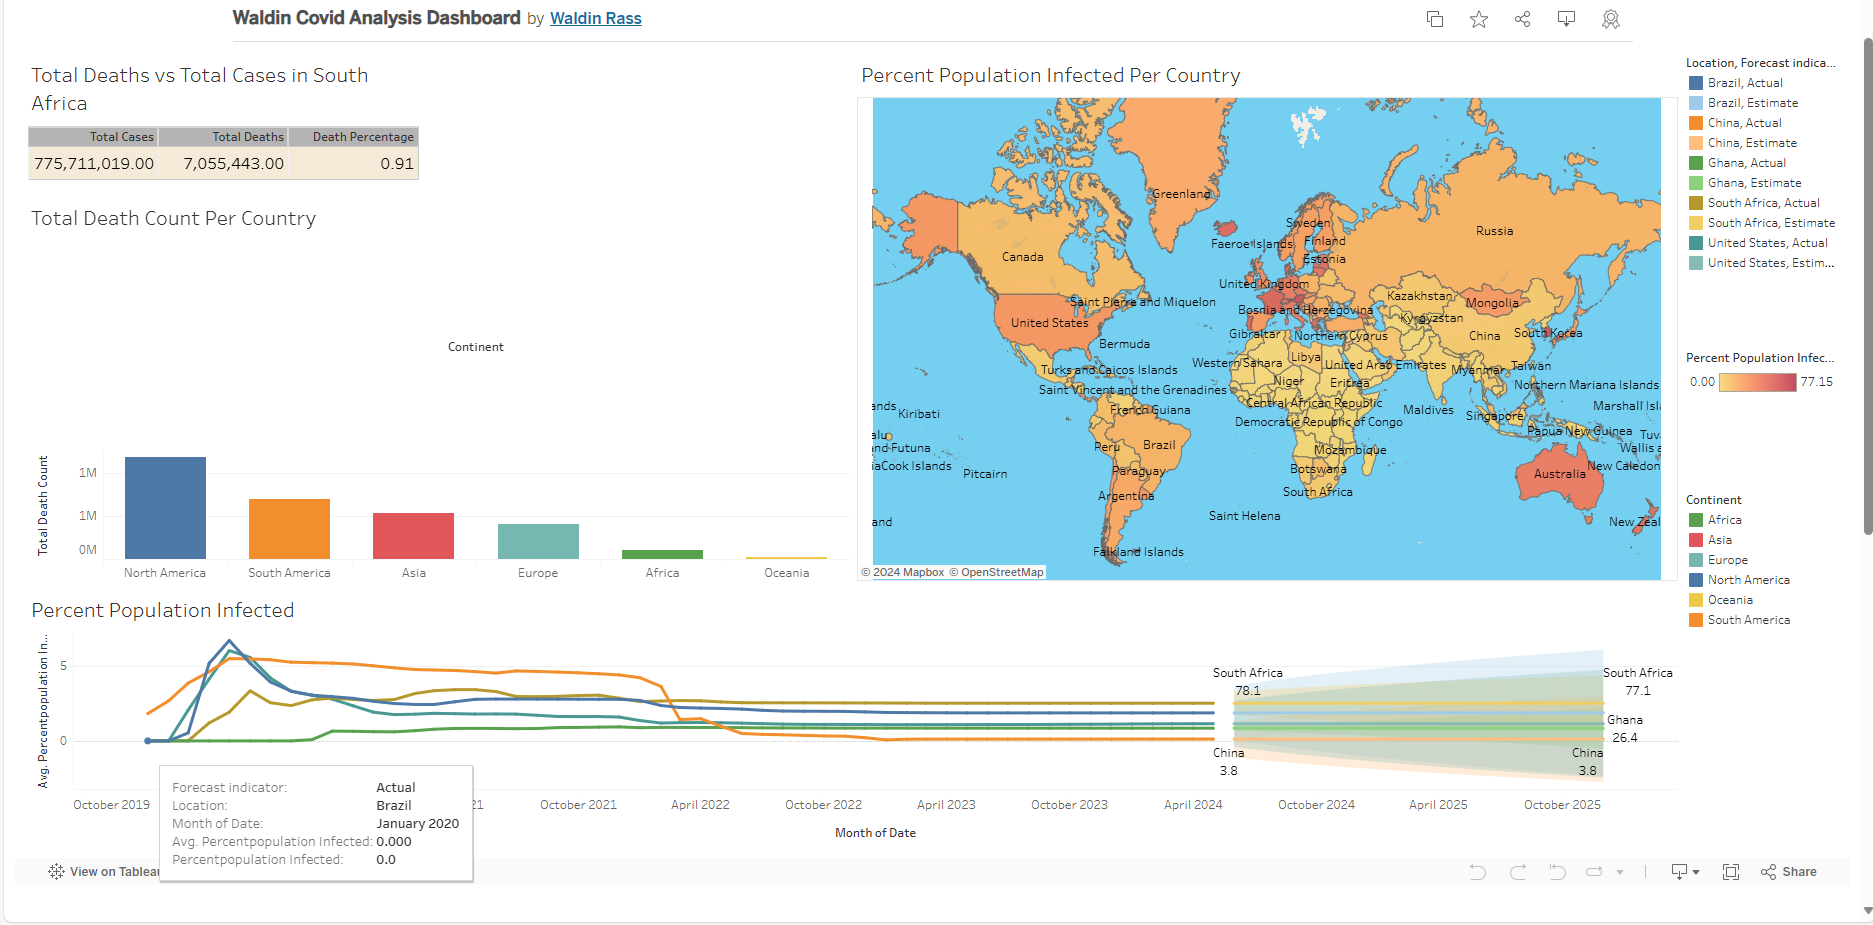 Waldin Covid Analysis Dashboard by Waldin Rass
Total Deaths vs Total Cases in South
Africa
Total Cases Total Deaths Death Percentage
775,711,019.00 7,055,443.00 0.91
Total Death Count Per Country
Continent
Total Death Count
1M
1M
0M
North America South America Asia Europe Africa Oceania
Percent Population Infected Per Country
Greenland
Sweden
Russia
Faeroe Islands
Finland
Canada
Estonia
United Kingdom
Kazakhstan
Saint Pierre and Miquelon
Mongolia
Bosnia and Herzegovina
Kyrgyzstan
United States
Gibraltar
Northern Cyprus
China
South Korea
Bermuda
Western Sahara
Libya
United Arab Emirates
Myanmar
Taiwan
Turks and Caicos Islands
Niger
Eritrea
Northern Mariana Islands
Saint Vincent and the Grenadines
Central African Republic
Maldives
Marshall Isl
ands
Kiribati
French Guiana
Singapore
Democratic Republic of Congo
Papua New Guinea
Tuv
alu
nd Futuna
Peru
Brazil
Mozambique
Wallis a
ia
Cook Islands
Pitcairn
Paraguay
Botswana
Australia
New Caledon
Argentina
South Africa
Saint Helena
and
New Zeal
Falkland Islands
© 2024 Mapbox © OpenStreetMap
Location, Forecast indica...
Brazil, Actual
Brazil, Estimate
China, Actual
China, Estimate
Ghana, Actual
Ghana, Estimate
South Africa, Actual
South Africa, Estimate
United States, Actual
United States, Estim...
Percent Population Infec...
0.00 77.15
Continent
Africa
Asia
Europe
North America
Oceania
South America
Percent Population Infected
Avg. Percentpopulation In...
5
0
South Africa
78.1
South Africa
77.1
Ghana
26.4
China
3.8
China
3.8
October 2019 21 October 2021 April 2022 October 2022 April 2023 October 2023 April 2024 October 2024 April 2025 October 2025
Month of Date
Forecast indicator: Actual
Location: Brazil
Month of Date: January 2020
Avg. Percentpopulation Infected: 0.000
Percentpopulation Infected: 0.0
View on Tableau
Share